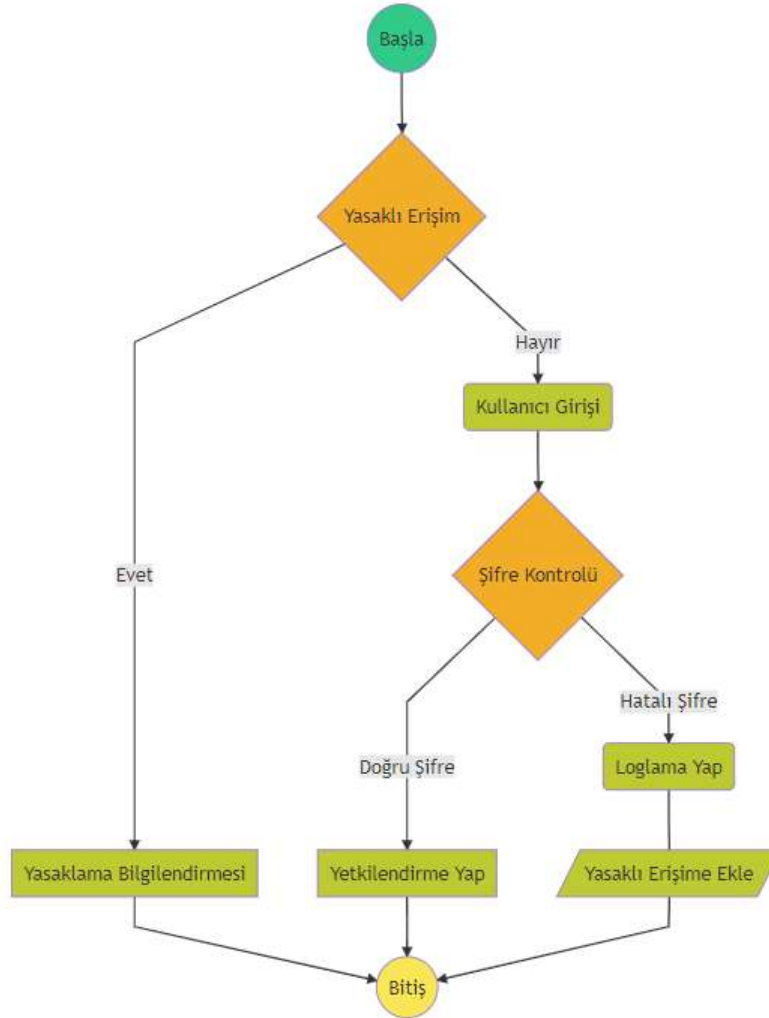 Başla
Yasaklı Erişim
Hayır
Kullanıcı Girişi
Evet
Şifre Kontrolü
Hatalı Şifre
Doğru Şifre
Loglama Yap
Yasaklama Bilgilendirmesi
Yetkilendirme Yap
Yasaklı Erişime Ekle
Bitiş